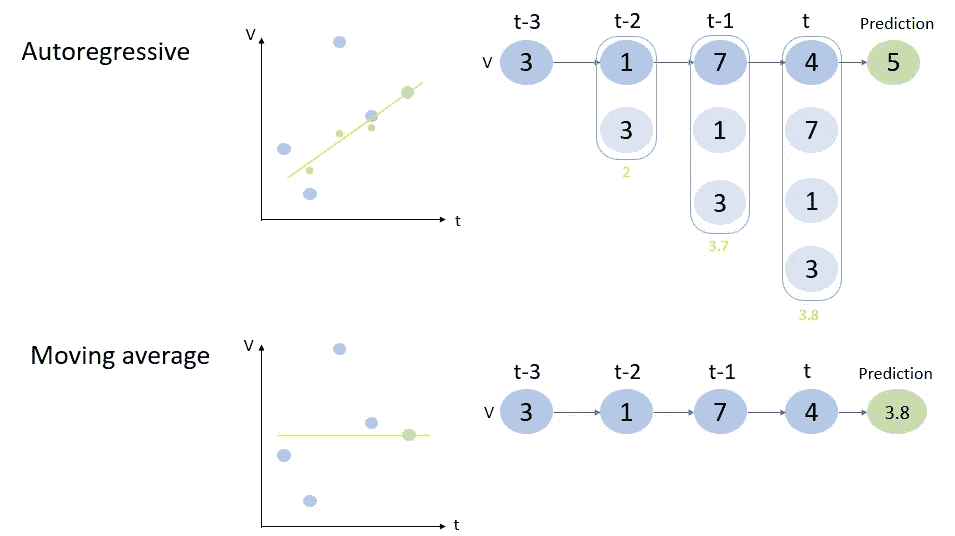 Autoregressive
V
t
t-3 t-2 t-1 t Prediction
V 3 1 7 4 5
3 1 7
2
3 1
3.7
3
3.8
Moving average
V
t
t-3 t-2 t-1 t Prediction
V 3 1 7 4 3.8